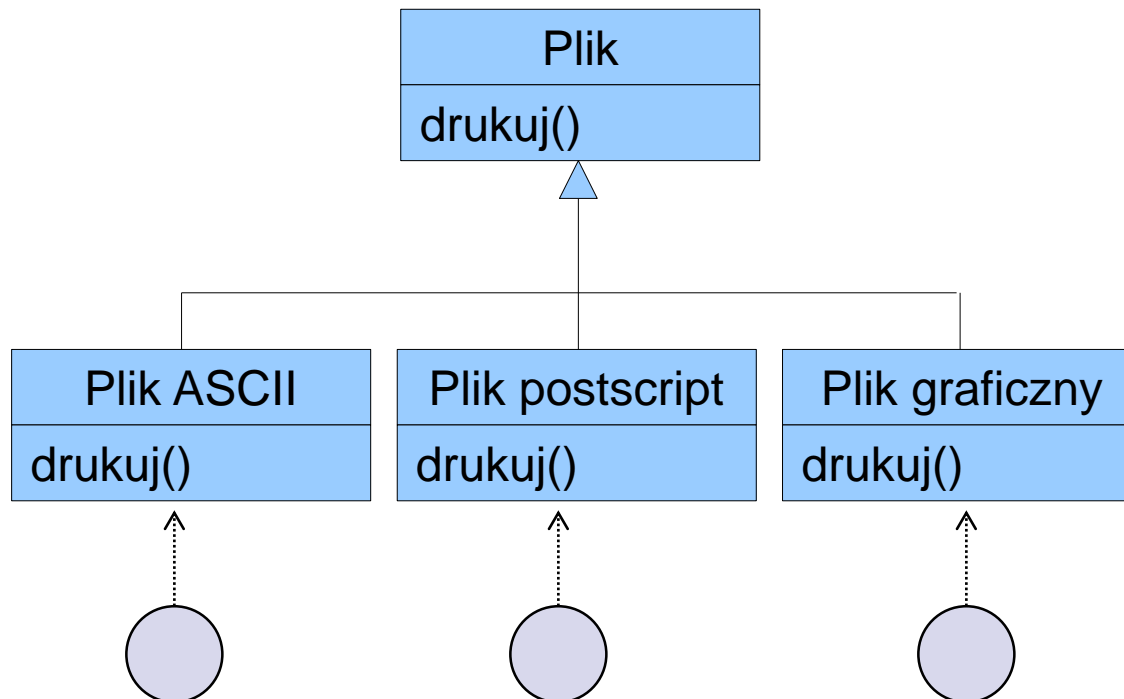 Plik
drukuj()
Plik ASCII
drukuj()
Plik postscript
drukuj()
Plik graficzny
drukuj()